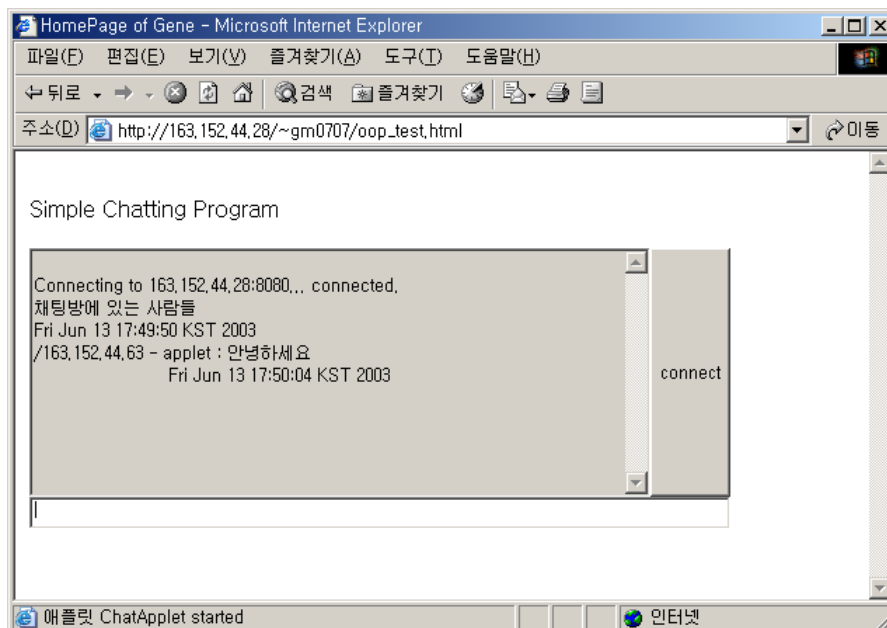 HomePage of Gene - Microsoft Internet Explorer
파일(F) 편집(E) 보기(V) 즐겨찾기(A) 도구(T) 도움말(H)
뒤로 검색 즐겨찾기
주소(D) http://163,152,44,28/~gm0707/oop_test,html 이동
Simple Chatting Program
Connecting to 163,152,44,28:8080,,, connected,
채팅방에 있는 사람들
Fri Jun 13 17:49:50 KST 2003
/163,152,44,63 - applet : 안녕하세요
Fri Jun 13 17:50:04 KST 2003
connect
애플릿 ChatApplet started
인터넷